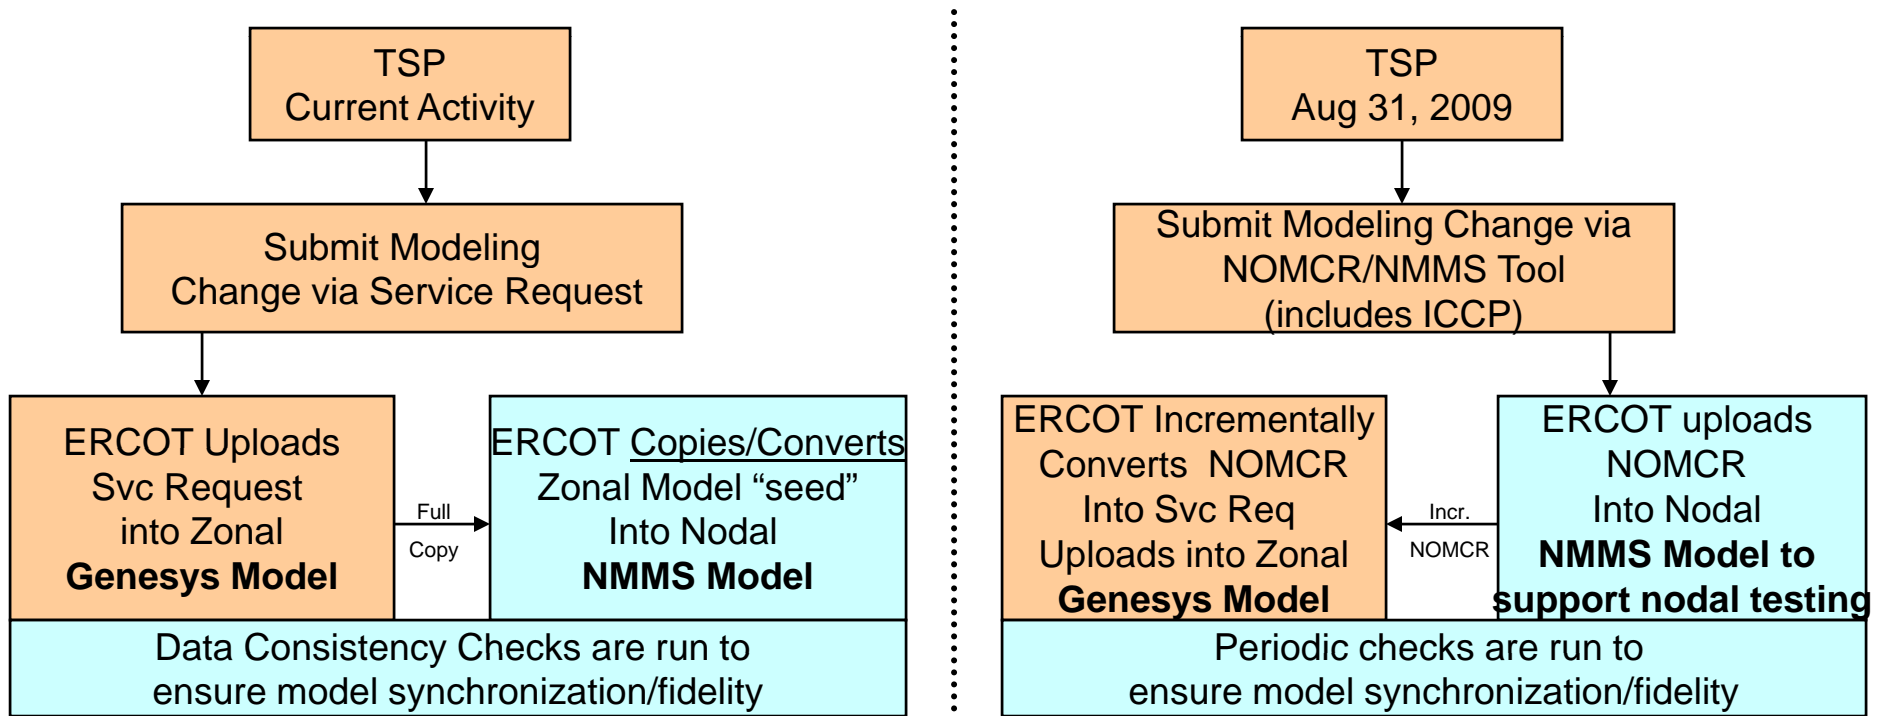 TSP
Current Activity
Submit Modeling
Change via Service Request
ERCOT Uploads
Svc Request
into Zonal
Genesys Model
Full
Copy
ERCOT Copies/Converts
Zonal Model “seed”
Into Nodal
NMMS Model
Data Consistency Checks are run to
ensure model synchronization/fidelity
TSP
Aug 31, 2009
Submit Modeling Change via
NOMCR/NMMS Tool
(includes ICCP)
ERCOT Incrementally
Converts NOMCR
Into Svc Req
Uploads into Zonal
Genesys Model
Incr.
NOMCR
ERCOT uploads
NOMCR
Into Nodal
NMMS Model to
support nodal testing
Periodic checks are run to
ensure model synchronization/fidelity